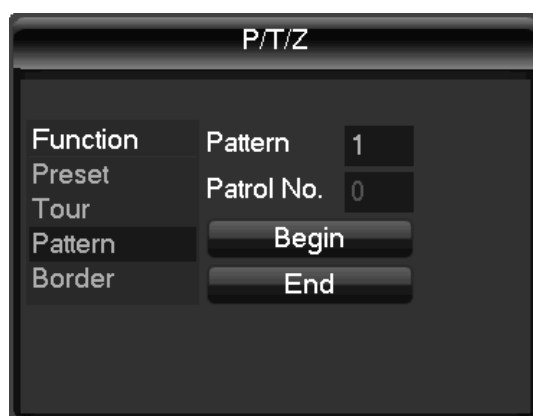 P/T/Z
Function
Preset
Tour
Pattern
Border
Pattern 1
Patrol No. 0
Begin
End